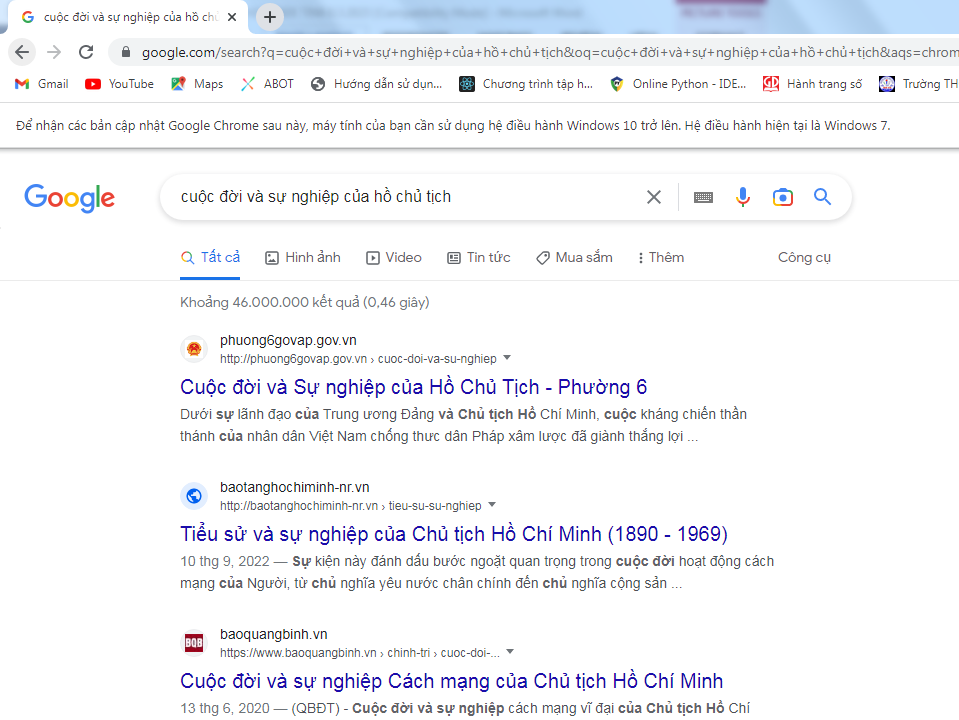 cuộc đời và sự nghiệp của hồ chủ
google.com/search?q=cuộc+đời+và+sự+nghiệp+của+hồ+chủ+tịch&oq=cuộc+đời+và+sự+nghiệp+của+hồ+chủ+tịch&aqs=chrom
Gmail YouTube Maps ABOT Hướng dẫn sử dụn... Chương trình tập h... Online Python - IDE... Hành trang số Trường TH
Để nhận các bản cập nhật Google Chrome sau này, máy tính của bạn cần sử dụng hệ điều hành Windows 10 trở lên. Hệ điều hành hiện tại là Windows 7.
Google cuộc đời và sự nghiệp của hồ chủ tịch
Tất cả Hình ảnh Video Tin tức Mua sắm Thêm Công cụ
Khoảng 46.000.000 kết quả (0,46 giây)
phuong6govap.gov.vn
http://phuong6govap.gov.vn › cuoc-doi-va-su-nghiep
Cuộc đời và Sự nghiệp của Hồ Chủ Tịch - Phường 6
Dưới sự lãnh đạo của Trung ương Đảng và Chủ tịch Hồ Chí Minh, cuộc kháng chiến thần
thánh của nhân dân Việt Nam chống thưc dân Pháp xâm lược đã giành thắng lợi ...
baotanghochiminh-nr.vn
http://baotanghochiminh-nr.vn › tieu-su-su-nghiep
Tiểu sử và sự nghiệp của Chủ tịch Hồ Chí Minh (1890 - 1969)
10 thg 9, 2022 — Sự kiện này đánh dấu bước ngoặt quan trọng trong cuộc đời hoạt động cách
mạng của Người, từ chủ nghĩa yêu nước chân chính đến chủ nghĩa cộng sản ...
BQB baoquangbinh.vn
https://www.baoquangbinh.vn › chinh-tri › cuoc-doi-...
Cuộc đời và sự nghiệp Cách mạng của Chủ tịch Hồ Chí Minh
13 thg 6, 2020 — (QBĐT) - Cuộc đời và sự nghiệp cách mạng vĩ đại của Chủ tịch Hồ Chí